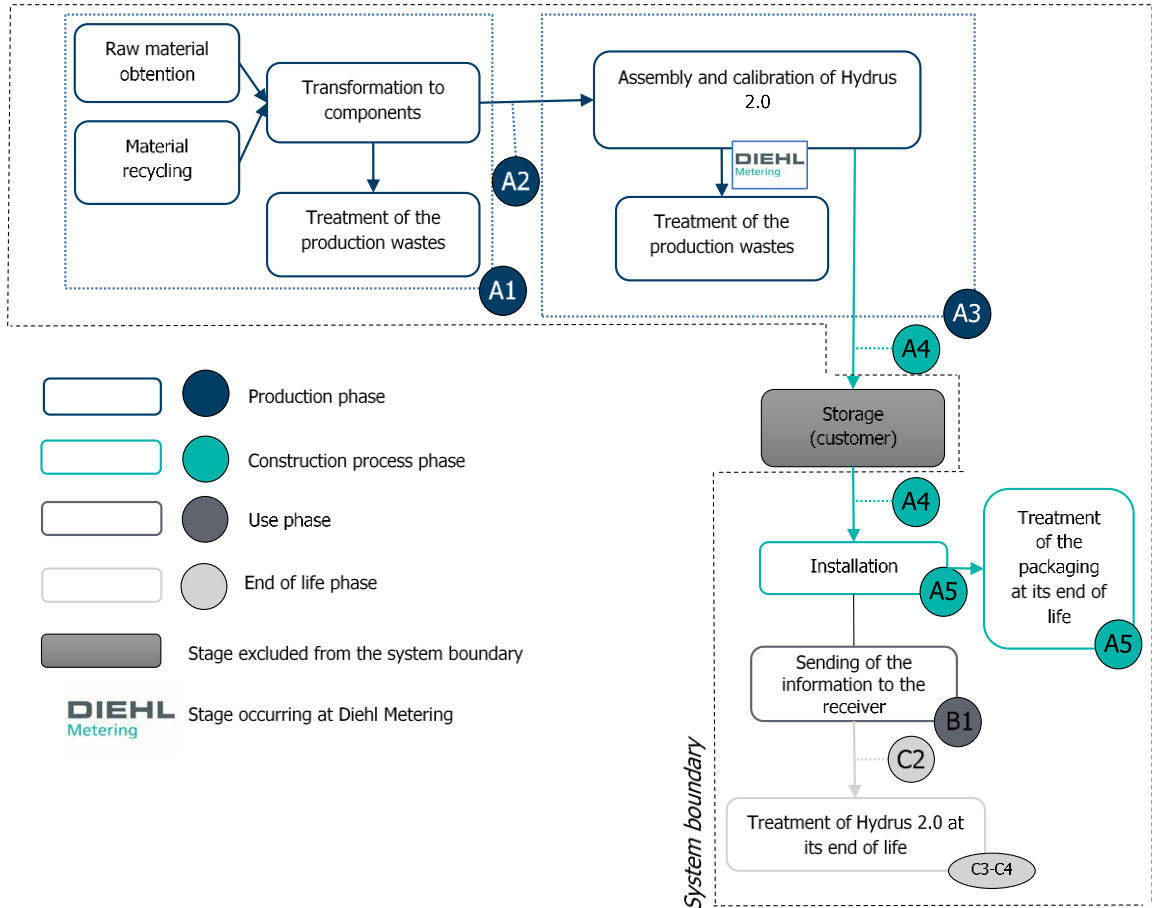 Raw material
obtention
Material
recycling
Transformation to
components
Treatment of the
production wastes
A1
A2
Assembly and calibration of Hydrus
2.0
DIEHL
Metering
Treatment of the
production wastes
A3
A4
Storage
(customer)
A4
Installation
A5
Treatment
of the
packaging
at its end of
life
A5
Sending of the
information to the
receiver
B1
C2
Treatment of Hydrus 2.0 at
its end of life
C3-C4
System boundary
Production phase
Construction process phase
Use phase
End of life phase
Stage excluded from the system boundary
DIEHL
Metering
Stage occurring at Diehl Metering